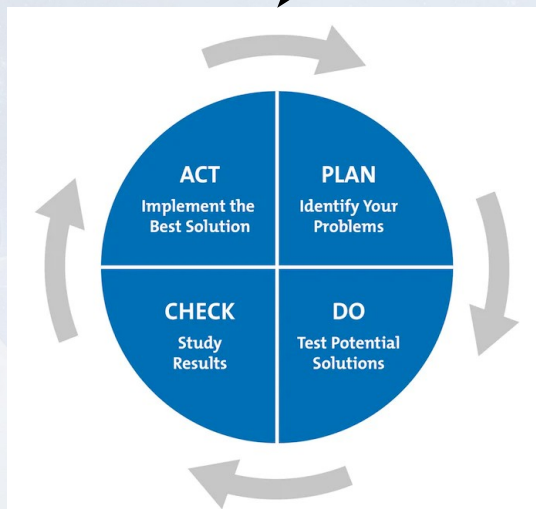 ACT
Implement the
Best Solution
PLAN
Identify Your
Problems
CHECK
Study
Results
DO
Test Potential
Solutions